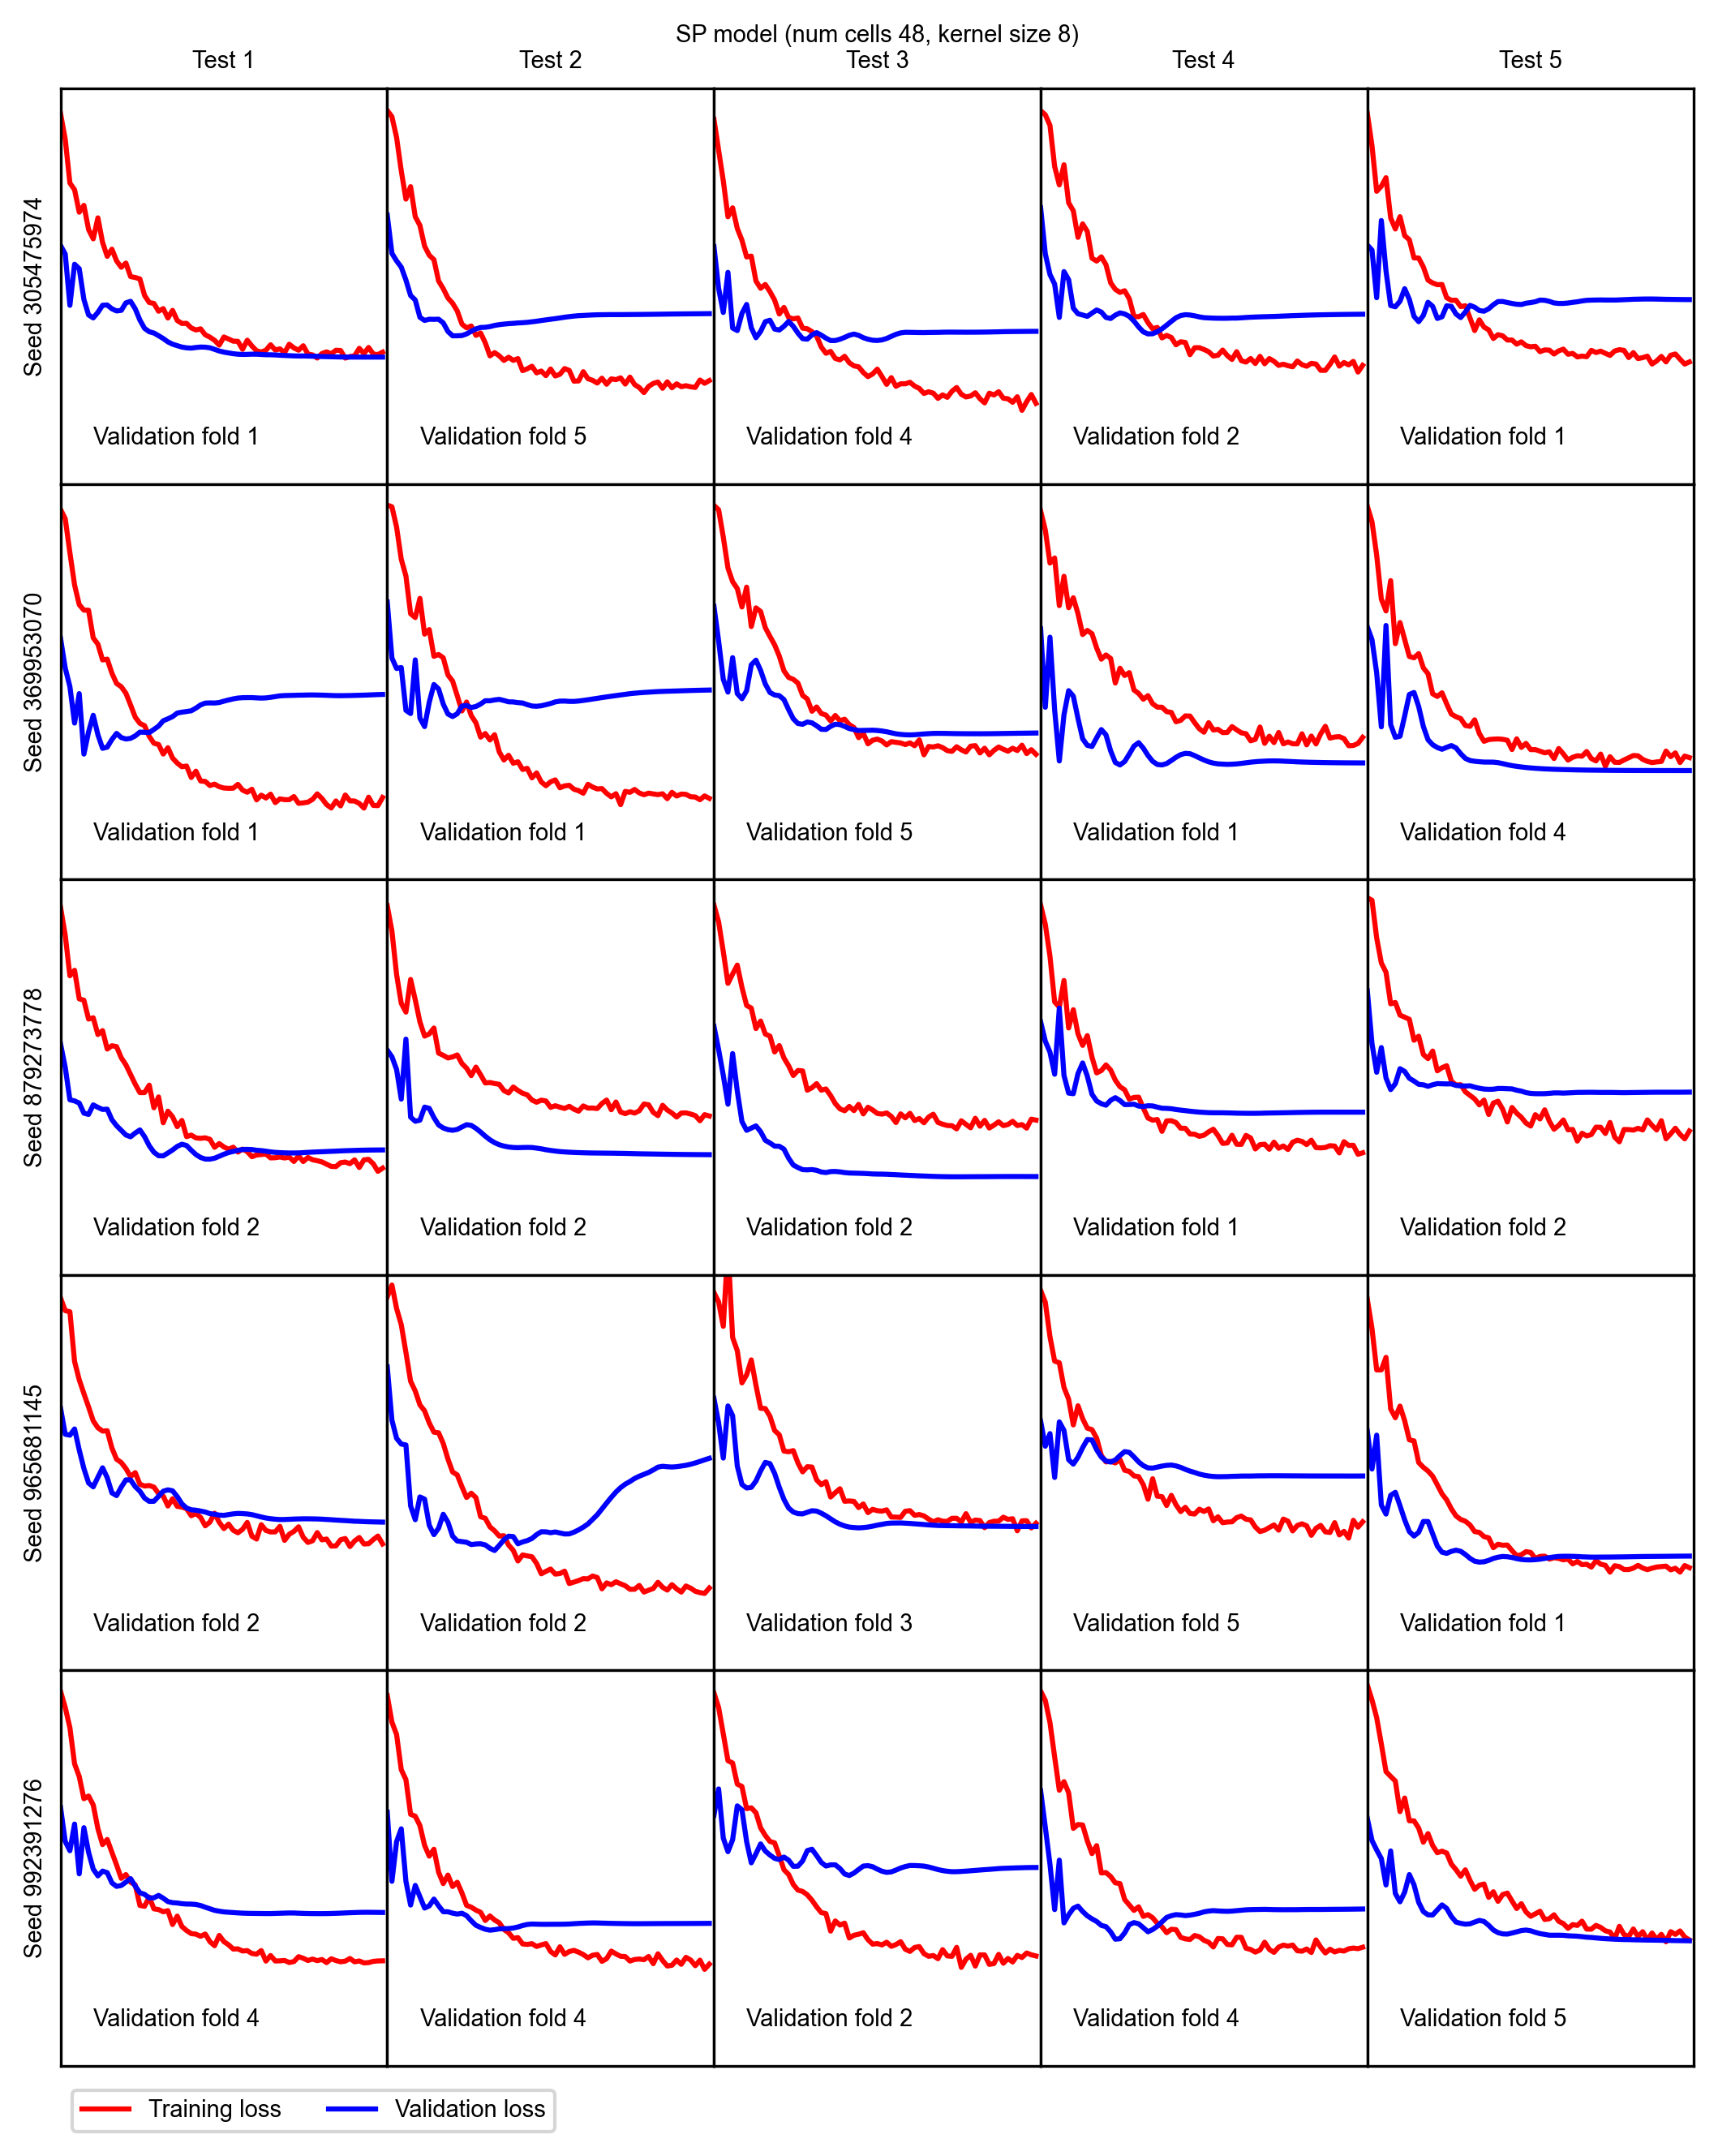 SP model (num cells 48, kernel size 8)
Test 1 Test 2 Test 3 Test 4 Test 5
Seed 305475974
Validation fold 1 Validation fold 5 Validation fold 4 Validation fold 2 Validation fold 1
Seed 369953070
Validation fold 1 Validation fold 1 Validation fold 5 Validation fold 1 Validation fold 4
Seed 879273778
Validation fold 2 Validation fold 2 Validation fold 2 Validation fold 1 Validation fold 2
Seed 965681145
Validation fold 2 Validation fold 2 Validation fold 3 Validation fold 5 Validation fold 1
Seed 992391276
Validation fold 4 Validation fold 4 Validation fold 2 Validation fold 4 Validation fold 5
Training loss Validation loss